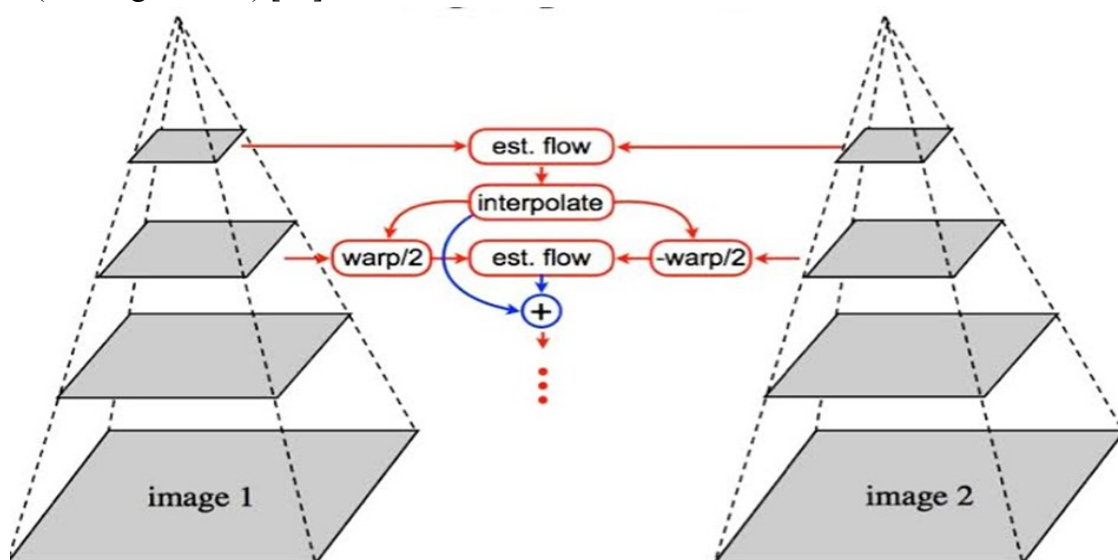 est. flow
interpolate
warp/2
est. flow
-warp/2
+
image 1
image 2